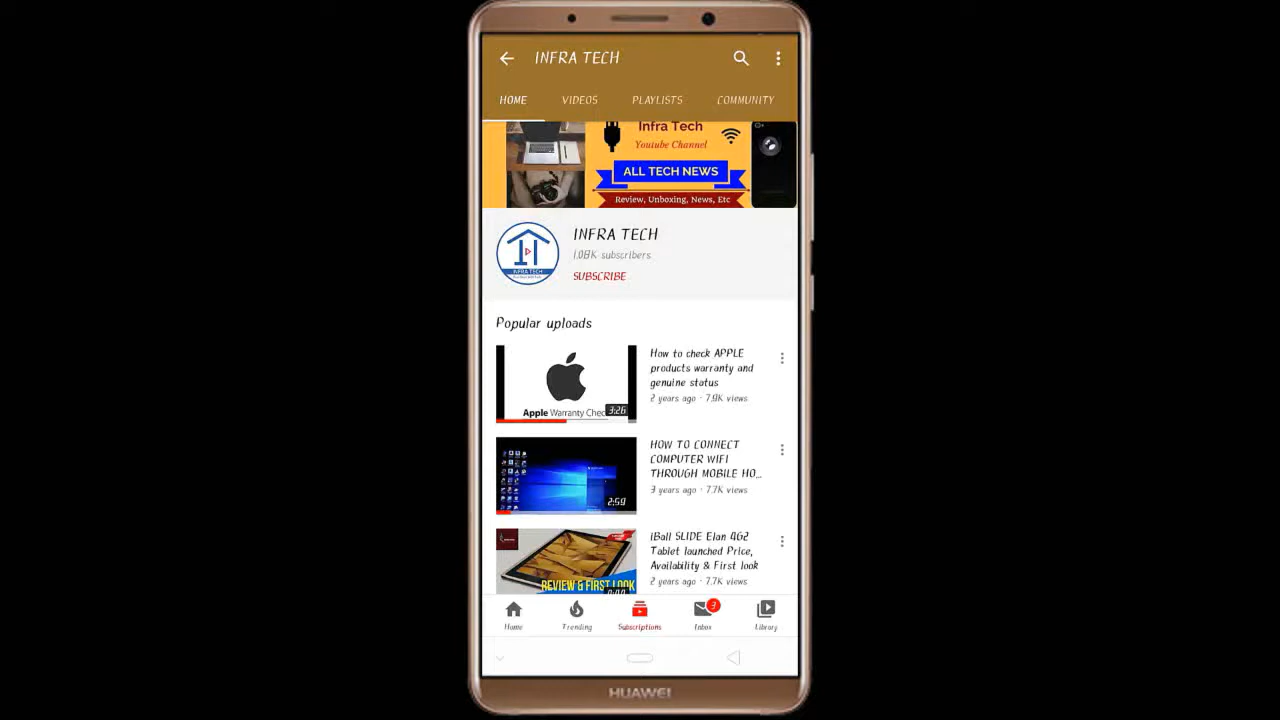 INFRA TECH
HOME VIDEOS PLAYLISTS COMMUNITY
Infra Tech
Youtube Channel
ALL TECH NEWS
Review, Unboxing, News, Etc
INFRA TECH
INFRA TECH
1.08K subscribers
SUBSCRIBE
Popular uploads
How to check APPLE
products warranty and
genuine status
2 years ago · 7.9K views
Apple Warranty Chec
3:26
HOW TO CONNECT
COMPUTER WIFI
THROUGH MOBILE HO...
3 years ago · 7.7K views
2:59
iBall SLIDE Elan 4G2
Tablet launched Price,
Availability & First look
2 years ago · 7.7K views
REVIEW & FIRST LOOK
Home Trending Subscriptions Inbox Library
3
HUAWEI